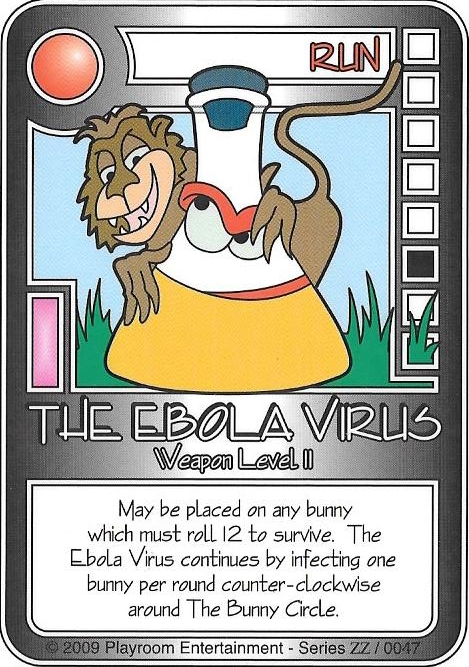 RUN
THE EBOLA VIRUS
Weapon Level 11
May be placed on any bunny
which must roll 12 to survive. The
Ebola Virus continues by infecting one
bunny per round counter-clockwise
around The Bunny Circle.
© 2009 Playroom Entertainment - Series ZZ / 0047